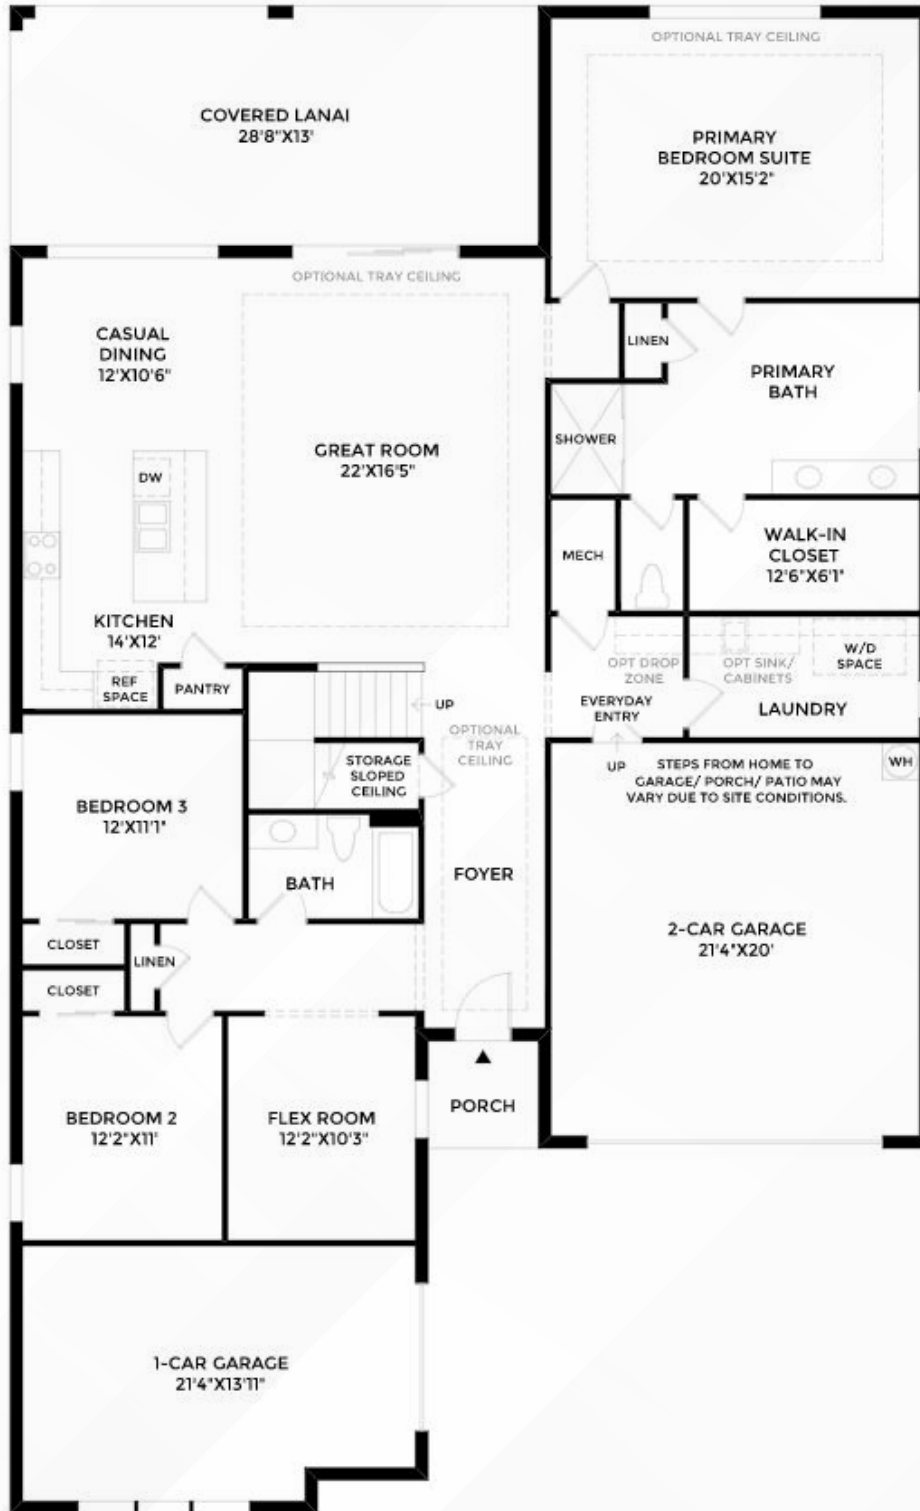 OPTIONAL TRAY CEILING
COVERED LANAI
28'8"X13'
PRIMARY
BEDROOM SUITE
20'X15'2"
OPTIONAL TRAY CEILING
CASUAL
DINING
12'X10'6"
LINEN
PRIMARY
BATH
GREAT ROOM
22'X16'5"
SHOWER
DW
MECH
WALK-IN
CLOSET
12'6"X6'1"
KITCHEN
14'X12'
REF
SPACE
PANTRY
UP
OPT DROP
ZONE
OPT SINK/
CABINETS
W/D
SPACE
EVERYDAY
ENTRY
LAUNDRY
OPTIONAL
TRAY
CEILING
STORAGE
SLOPED
CEILING
UP
STEPS FROM HOME TO
GARAGE/ PORCH/ PATIO MAY
VARY DUE TO SITE CONDITIONS.
WH
BEDROOM 3
12'X11'1"
BATH
FOYER
2-CAR GARAGE
21'4"X20'
CLOSET
LINEN
CLOSET
BEDROOM 2
12'2"X11'
FLEX ROOM
12'2"X10'3"
PORCH
1-CAR GARAGE
21'4"X13'11"